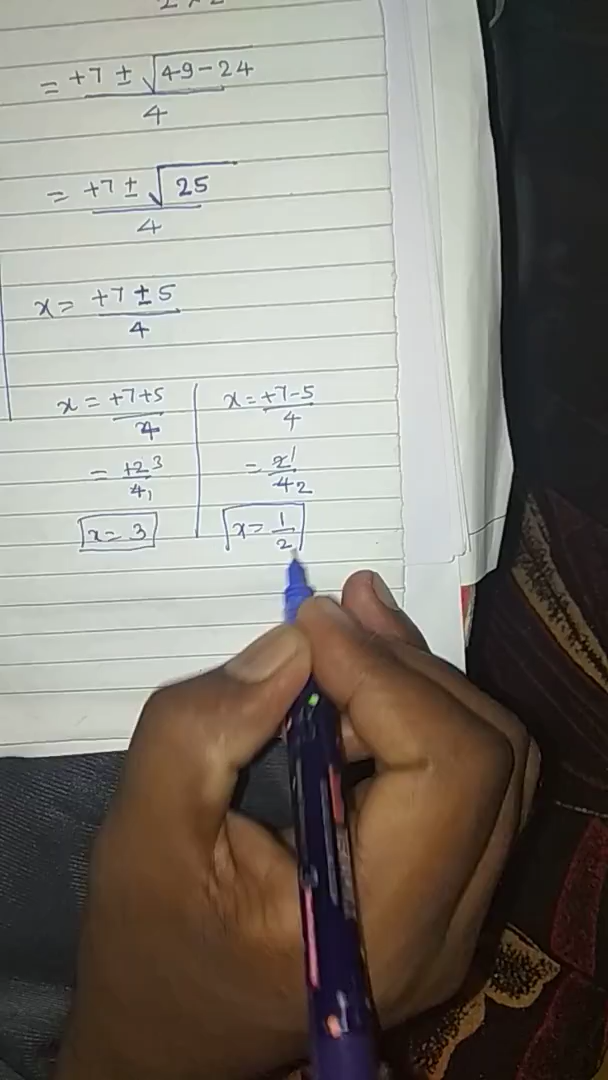 = +7 ± √49-24
4
= +7 ± √25
4
x = +7 ± 5
4
x = +7+5
4
= 12 3
4 1
x = 3
x = +7-5
4
= 2 1
4 2
x = 1
2